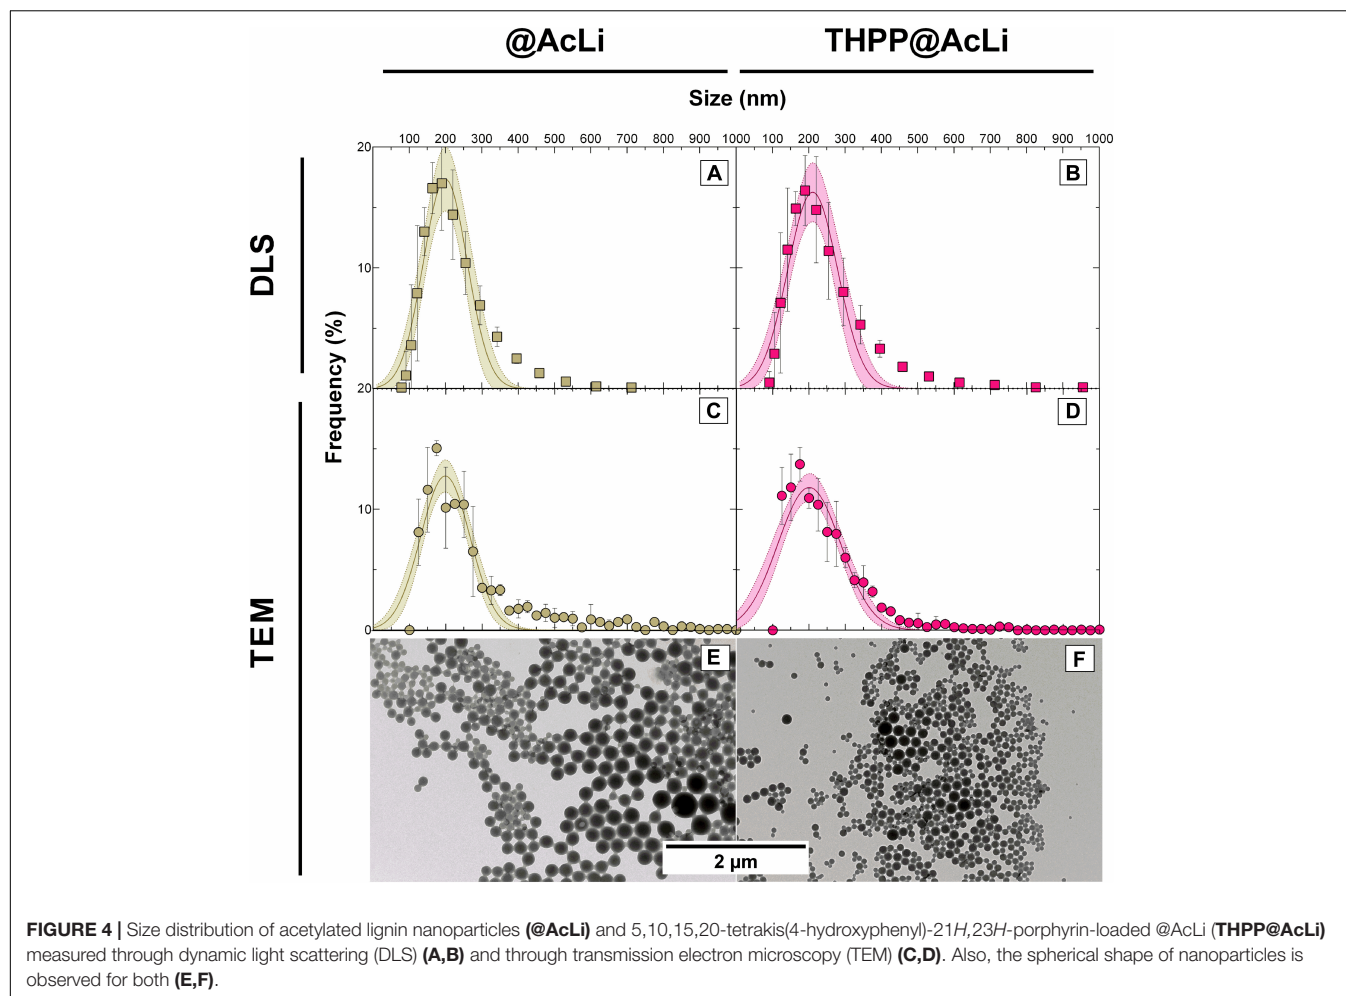 @AcLi THPP@AcLi
Size (nm)
100 200 300 400 500 600 700 800 900 1000 100 200 300 400 500 600 700 800 900 1000
DLS
Frequency (%)
20
A
B
10
20
C
D
10
0
TEM
E
F
2 µm
FIGURE 4 | Size distribution of acetylated lignin nanoparticles (@AcLi) and 5,10,15,20-tetrakis(4-hydroxyphenyl)-21H,23H-porphyrin-loaded @AcLi (THPP@AcLi)
measured through dynamic light scattering (DLS) (A,B) and through transmission electron microscopy (TEM) (C,D). Also, the spherical shape of nanoparticles is
observed for both (E,F).